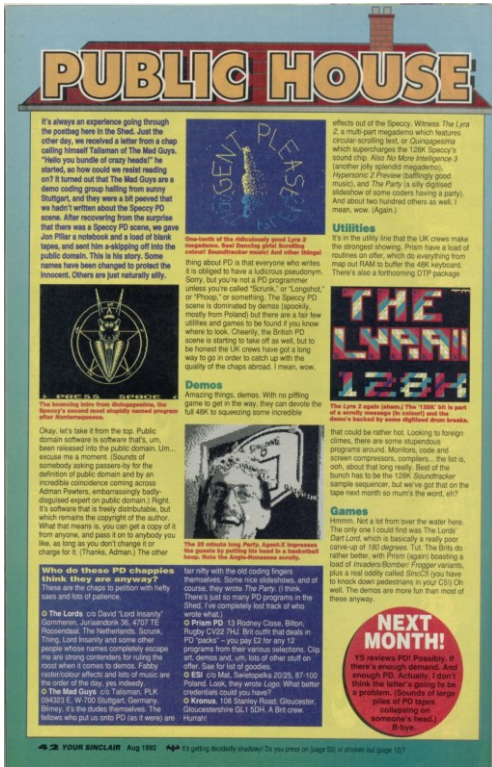 PUBLIC HOUSE
It's always an experience going through
the postbag here in the Shed. Just the
other day, we received a letter from a chap
calling himself Talisman of The Mad Guys.
"Hello you bundle of crazy heads!" he
started, so how could we resist reading
on? It turned out that The Mad Guys are a
demo coding group hailing from sunny
Stuttgart, and they were a bit peeved that
we hadn't written about the Speccy PD
scene. After recovering from the surprise
that there was a Speccy PD scene, we gave
Jon Pillar a notebook and a load of blank
tapes, and sent him a-skipping off into the
public domain. This is his story. Some
names have been changed to protect the
innocent. Others are just naturally silly.
PRESS SPACE
The bouncing intro from Quinqagesima, the
Speccy's second most stupidly named program
after
Okay, let's take it from the top. Public
domain software is software that's, um,
been released into the public domain. Um...
excuse me a moment. (Sounds of
somebody asking passers-by for the
definition of public domain and by an
incredible coincidence coming across
Adman Pewters, embarrassingly badly-
disguised expert on public domain.) Right.
It's software that is freely distributable, but
which remains the copyright of the author.
What that means is, you can get a copy of it
from anyone, and pass it on to anybody you
like, as long as you don't change it or
charge for it. (Thanks, Adman.) The other
AGENT PLEASE
One-tenth of the ridiculously good Lyra 2
megademo. See! Dancing girls! Scrolling
colour! Soundtracker music! And other things!
thing about PD is that everyone who writes
it is obliged to have a ludicrous pseudonym.
Sorry, but you're not a PD programmer
unless you're called "Scrunk," or "Longshot,"
or "Phoop," or something. The Speccy PD
scene is dominated by demos (spookily,
mostly from Poland) but there are a fair few
utilities and games to be found if you know
where to look. Cheerily, the British PD
scene is starting to take off as well, but to
be honest the UK crews have got a long
way to go in order to catch up with the
quality of the chaps abroad. I mean, wow.
Demos
Amazing things, demos. With no piffling
game to get in the way, they can devote the
full 48K to squeezing some incredible
The 25 minute long Party. Agent-X impresses
the guests by putting his head in a basketball
hoop. Note the Anglo-Hungarian scrolly.
effects out of the Speccy. Witness The Lyra
2, a multi-part megademo which features
circular-scrolling text, or Quinqagesima
which supercharges the 128K Speccy's
sound chip. Also No More Intelligence 3
(another jolly splendid megademo),
Hypersonic 2 Preview (bafflingly good
music), and The Party (a silly digitised
slideshow of some coders having a party).
And about two hundred others as well. I
mean, wow. (Again.)
Utilities
It's in the utility line that the UK crews make
the strongest showing. Prism have a load of
routines on offer, which do everything from
map out RAM to buffer the 48K keyboard.
There's also a forthcoming DTP package
THE
LYRA II
128K
The Lyra 2 again (ahem.) The '128K' bit is part
of a scrolly message (in colour!) and the
demo's backed by some digitised drum breaks.
that could be rather hot. Looking to foreign
climes, there are some stupendous
programs around. Monitors, code and
screen compressors, compilers... the list is,
ooh, about that long really. Best of the
bunch has to be the 128K Soundtracker
sample sequencer, but we've got that on the
tape next month so mum's the word, eh?
Games
Hmmm. Not a lot from over the water here.
The only one I could find was The Lords'
Dart Lord, which is basically a really poor
carve-up of 180 degrees. Tut. The Brits do
rather better, with Prism (again) boasting a
load of Invaders/Bomber/Frogger variants,
plus a real oddity called SincC5 (you have
to knock down pedestrians in your C5!) Oh
well. The demos are more fun than most of
these anyway.
Who do these PD chappies
think they are anyway?
These are the chaps to petition with hefty
saes and lots of patience.
The Lords c/o David "Lord Insanity"
Gommeren, Juriaandonk 36, 4707 TE
Roosendaal, The Netherlands. Scrunk,
Thing, Lord Insanity and some other
people whose names completely escape
me are strong contenders for ruling the
roost when it comes to demos. Fabby
raster/colour effects and lots of music are
the order of the day, yes indeedy.
The Mad Guys c/o Talisman, PLK
094323 E, W-700 Stuttgart, Germany.
Blimey, it's the dudes themselves. The
fellows who put us onto PD (as it were) are
fair nifty with the old coding fingers
themselves. Some nice slideshows, and of
course, they wrote The Party. (I think.
There's just so many PD programs in the
Shed, I've completely lost track of who
wrote what.)
Prism PD 13 Rodney Close, Bilton,
Rugby CV22 7HJ. Brit outfit that deals in
PD "packs" – you pay £2 for any 12
programs from their various selections. Clip
art, demos and, um, lots of other stuff on
offer. Sae for list of goodies.
ESI c/o Mat, Swietopelka 20/25, 87-100
Poland. Look, they wrote Logo. What better
credentials could you have?
Kronus, 106 Stanley Road, Gloucester,
Gloucestershire GL1 5DH. A Brit crew.
Hurrah!
NEXT
MONTH!
YS reviews PD! Possibly. If
there's enough demand. And
enough PD. Actually, I don't
think the latter's going to be
a problem. (Sounds of large
piles of PD tapes
collapsing on
someone's head.)
B-bye.
42 YOUR SINCLAIR Aug 1992 It's getting decidedly shadowy! Do you press on (page 50) or chicken out (page 12)?